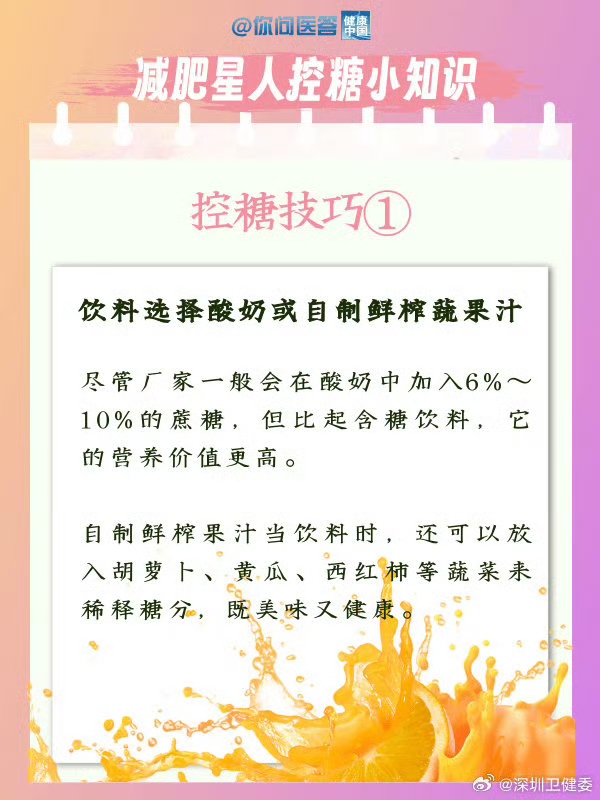 @你问医答 健康中国
减肥星人控糖小知识
控糖技巧①
饮料选择酸奶或自制鲜榨蔬果汁
尽管厂家一般会在酸奶中加入6%～
10%的蔗糖，但比起含糖饮料，它
的营养价值更高。
自制鲜榨果汁当饮料时，还可以放
入胡萝卜、黄瓜、西红柿等蔬菜来
稀释糖分，既美味又健康。
@深圳卫健委